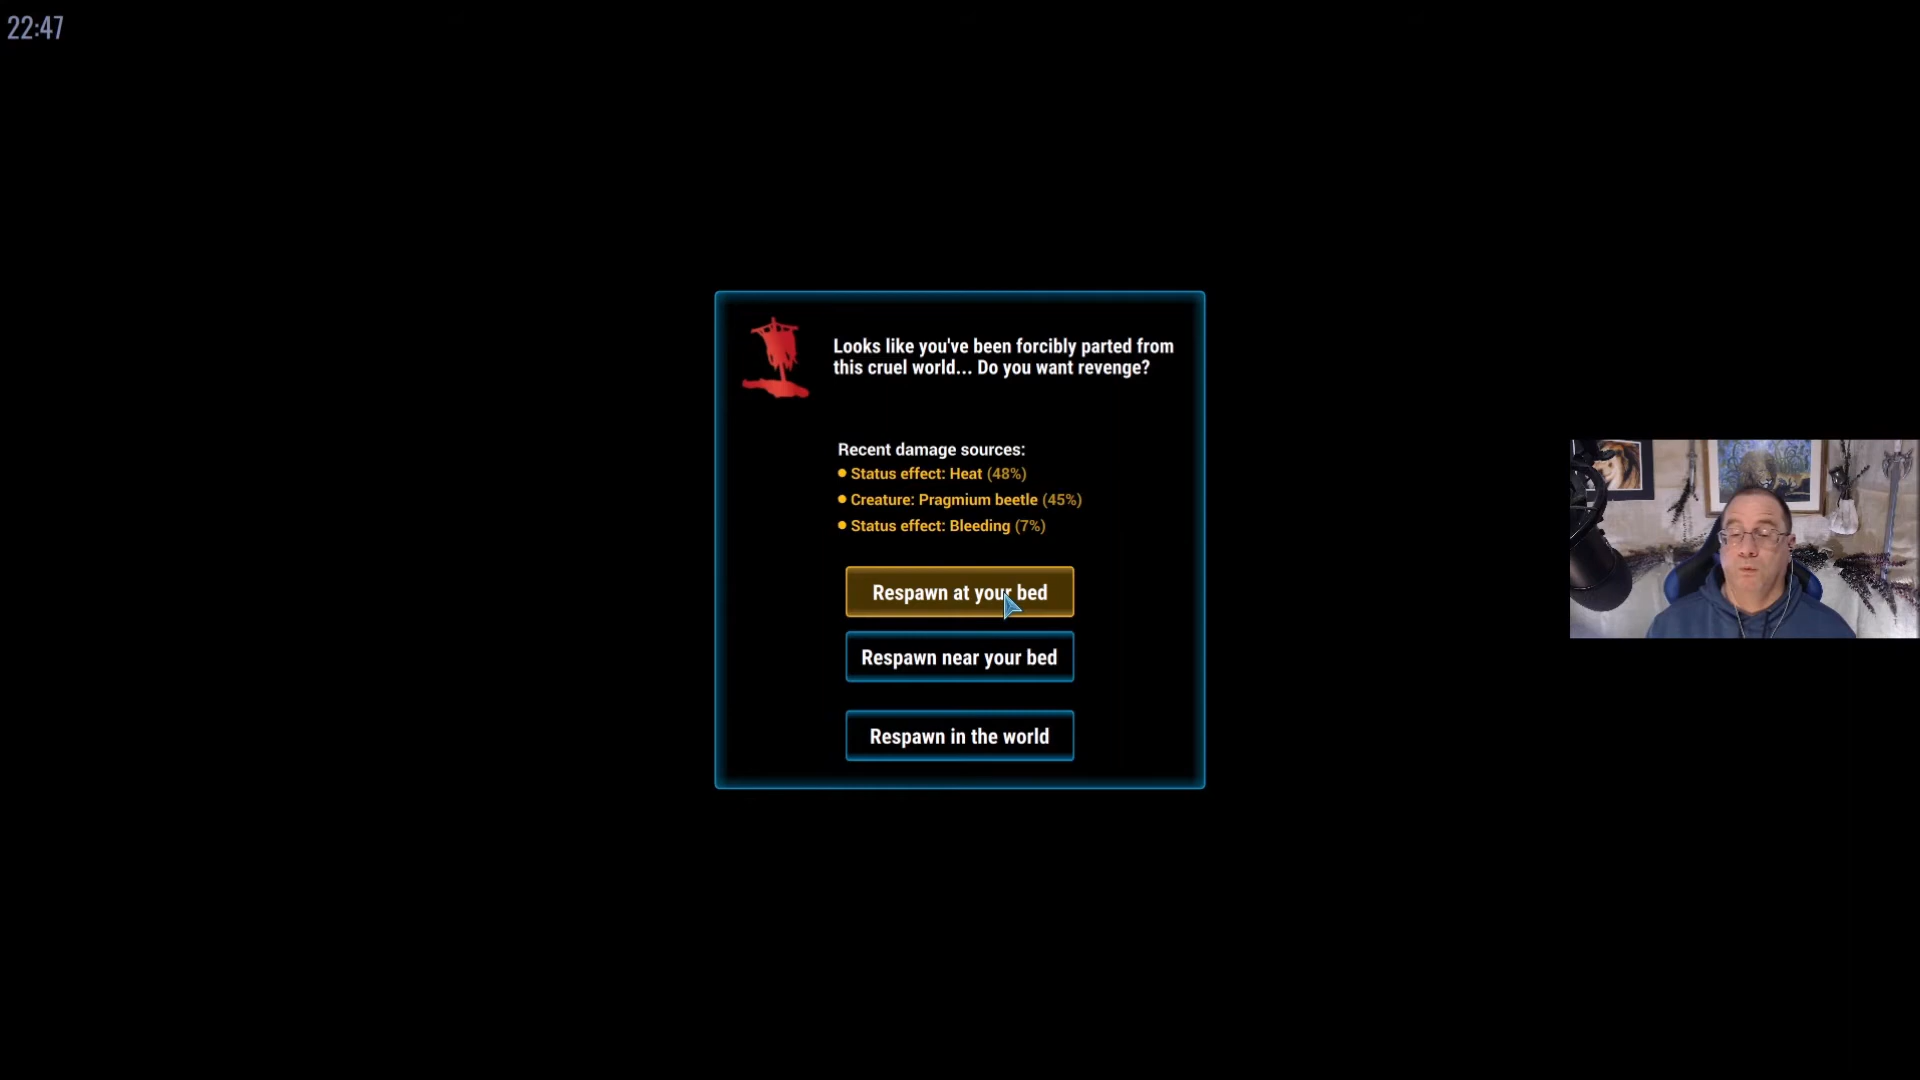 22:47
Looks like you've been forcibly parted from
this cruel world... Do you want revenge?
Recent damage sources:
● Status effect: Heat (48%)
● Creature: Pragmium beetle (45%)
● Status effect: Bleeding (7%)
Respawn at your bed
Respawn near your bed
Respawn in the world